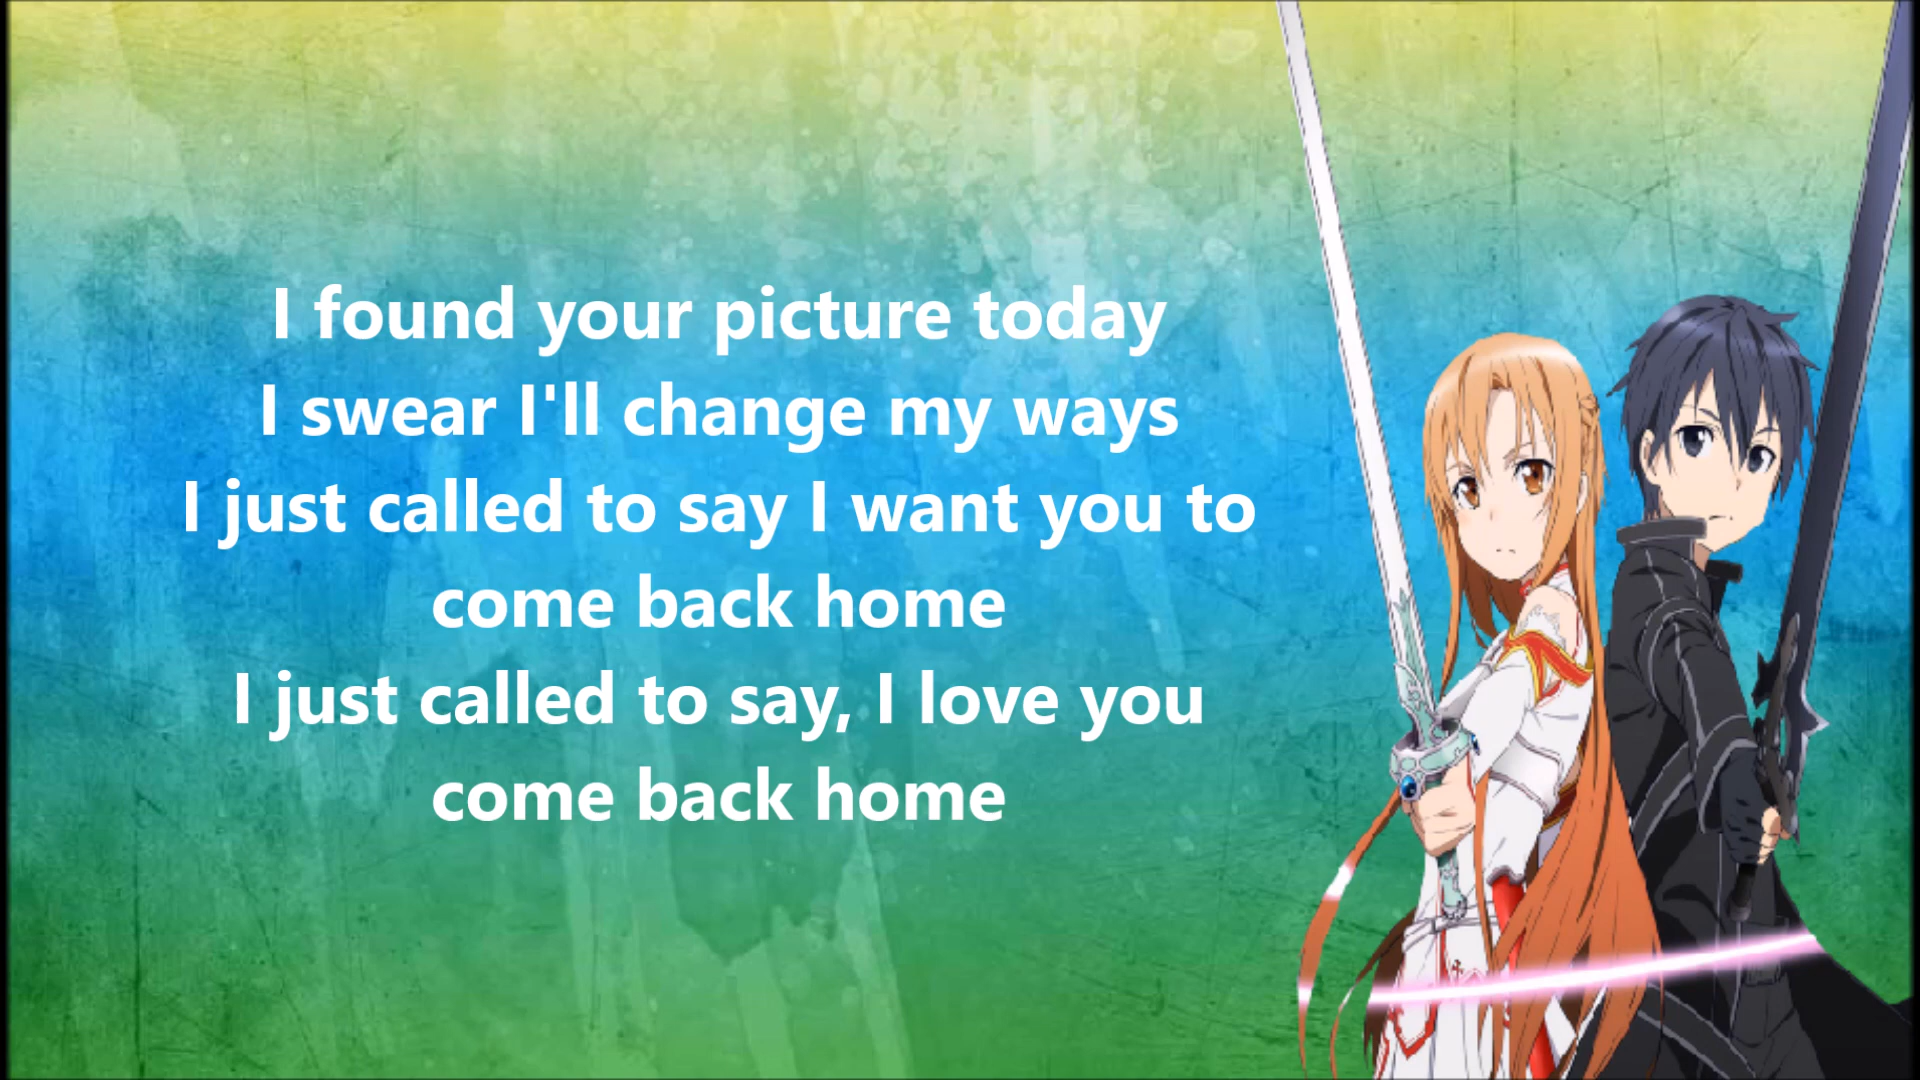 I found your picture today
I swear I'll change my ways
I just called to say I want you to
come back home
I just called to say, I love you
come back home